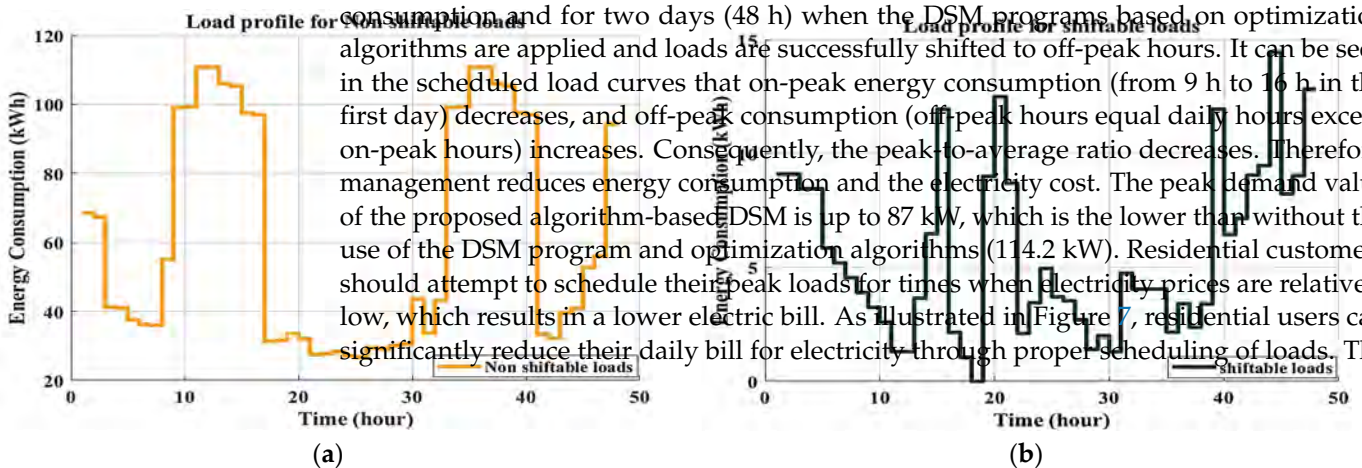 consumption and for two days (48 h) when the DSM programs based on optimizatio
algorithms are applied and loads are successfully shifted to off-peak hours. It can be see
in the scheduled load curves that on-peak energy consumption (from 9 h to 16 h in th
first day) decreases, and off-peak consumption (off-peak hours equal daily hours excep
on-peak hours) increases. Consequently, the peak-to-average ratio decreases. Therefor
management reduces energy consumption and the electricity cost. The peak demand valu
of the proposed algorithm-based DSM is up to 87 kW, which is the lower than without th
use of the DSM program and optimization algorithms (114.2 kW). Residential custome
should attempt to schedule their peak loads for times when electricity prices are relative
low, which results in a lower electric bill. As illustrated in Figure 7, residential users ca
significantly reduce their daily bill for electricity through proper scheduling of loads. Th
Load profile for Non shiftable loads
Energy Consumption (kWh)
120
100
80
60
40
20
0 10 20 30 40 50
Time (hour)
Non shiftable loads
(a)
Load profile for shiftable loads
Energy Consumption (kWh)
15
10
5
0
0 10 20 30 40 50
Time (hour)
shiftable loads
(b)